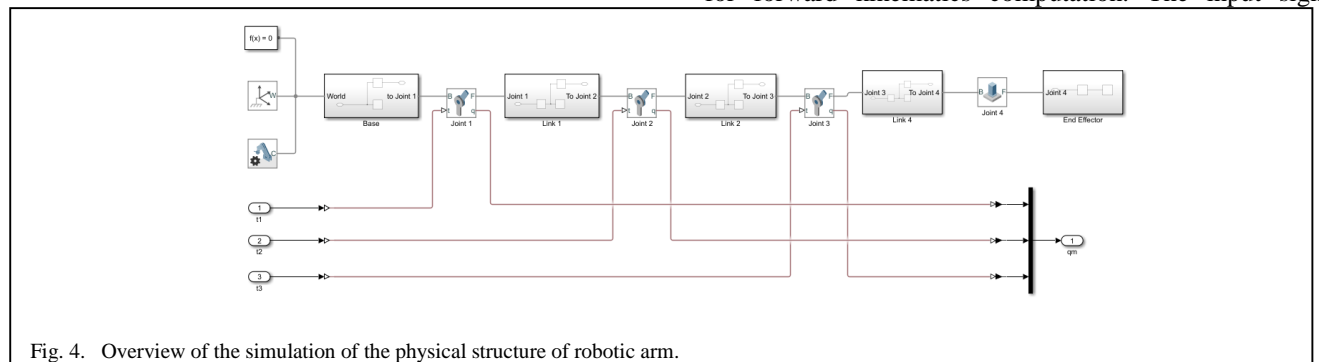 for forward kinematics computation. The input sign
f(x) = 0
W
C
World
to Joint 1
Base
B
F
t
q
Joint 1
Joint 1
To Joint 2
Link 1
B
F
t
q
Joint 2
Joint 2
To Joint 3
Link 2
B
F
t
q
Joint 3
Joint 3
To Joint 4
Link 4
B
F
Joint 4
Joint 4
End Effector
1
t1
2
t2
3
t3
1
qm
Fig. 4. Overview of the simulation of the physical structure of robotic arm.